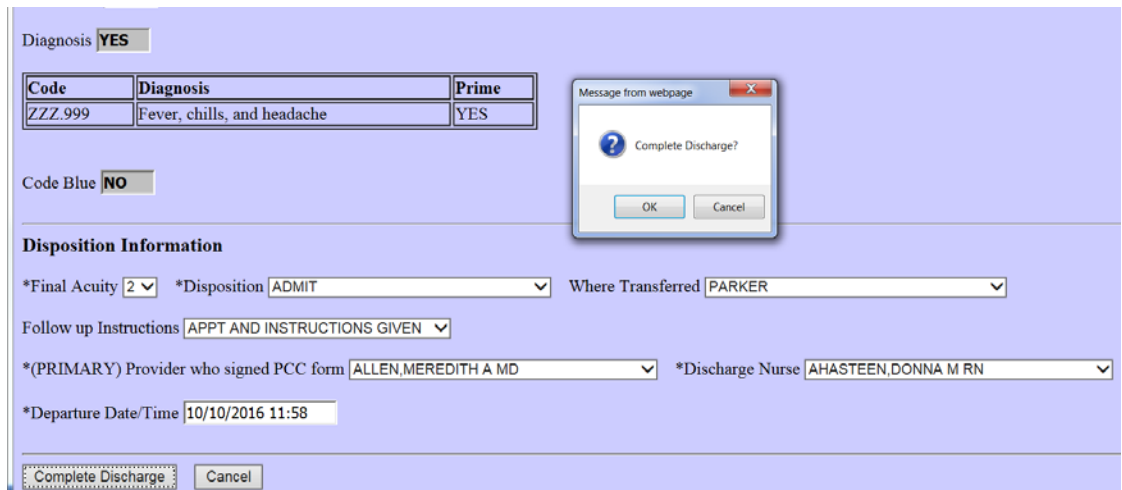 Diagnosis YES
Code Diagnosis Prime
ZZZ.999 Fever, chills, and headache YES
Message from webpage
Complete Discharge?
OK Cancel
Code Blue NO
Disposition Information
*Final Acuity 2 *Disposition ADMIT Where Transferred PARKER
Follow up Instructions APPT AND INSTRUCTIONS GIVEN
*(PRIMARY) Provider who signed PCC form ALLEN,MEREDITH A MD *Discharge Nurse AHASTEEN,DONNA M RN
*Departure Date/Time 10/10/2016 11:58
Complete Discharge Cancel